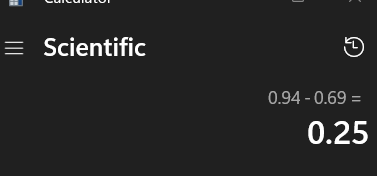 Calculator
Scientific
0.94 - 0.69 =
0.25